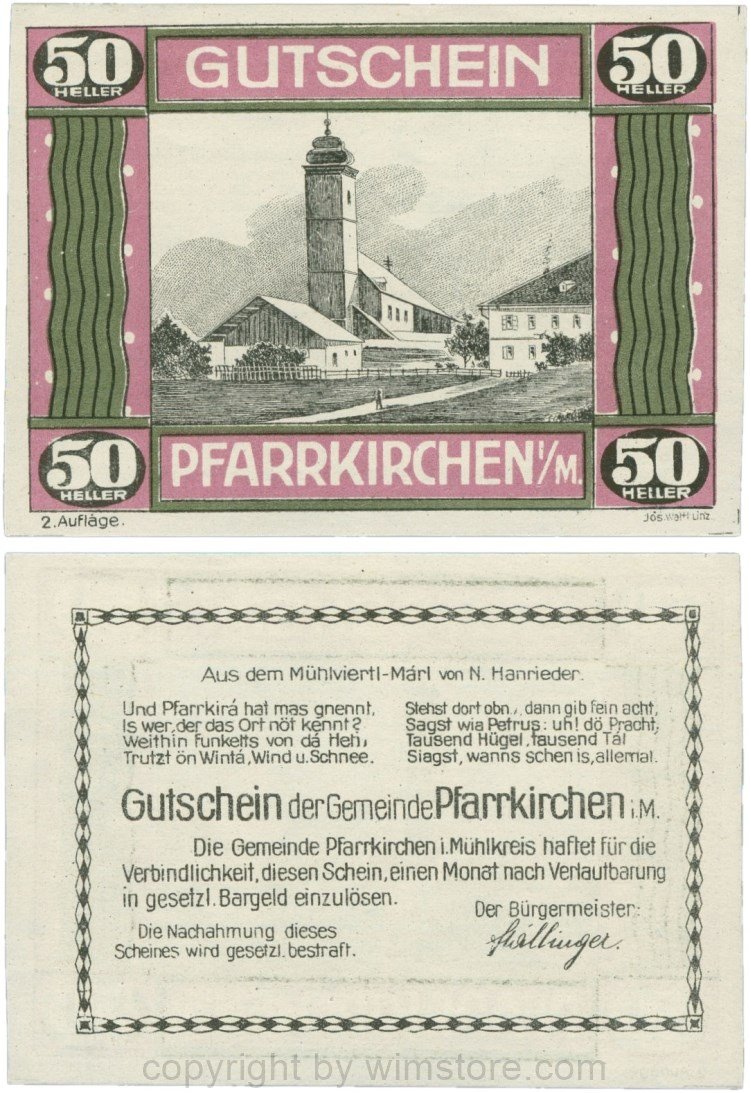 50 HELLER
GUTSCHEIN
50 HELLER
50 HELLER
PFARRKIRCHEN i/M.
50 HELLER
2. Auflage.
Jos. Walfl Linz
Aus dem Mühlviertl-Márl von N. Hanrieder.
Und Pfarrkirá hat mas gnennt,
Is wer, der das Ort nöt kennt?
Weithin funkelts von dá Heh,
Trutzt ön Wintá, Wind u. Schnee.
Stehst dort obn, dann gib fein acht,
Sagst wia Petrus: uh! dö Pracht,
Tausend Hügel, tausend Tál
Siagst, wanns schen is, allemal.
Gutschein der Gemeinde Pfarrkirchen i.M.
Die Gemeinde Pfarrkirchen i. Mühlkreis haftet für die
Verbindlichkeit, diesen Schein, einen Monat nach Verlautbarung
in gesetzl. Bargeld einzulösen.
Der Bürgermeister:
Die Nachahmung dieses
Scheines wird gesetzl. bestraft.
copyright by wimstore.com